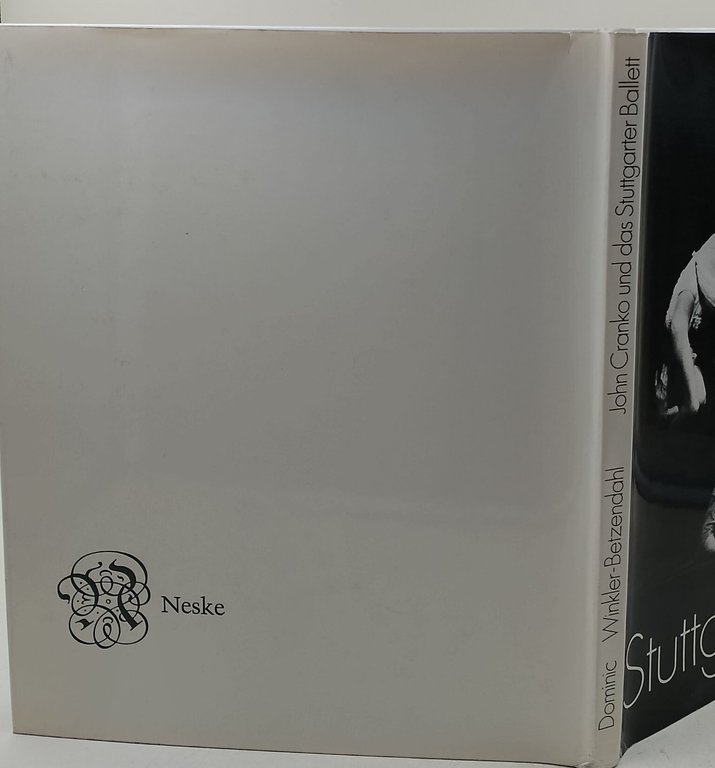 Neske
Dominic Winkler-Betzendahl John Cranko und das Stuttgarter Ballett
Stuttg